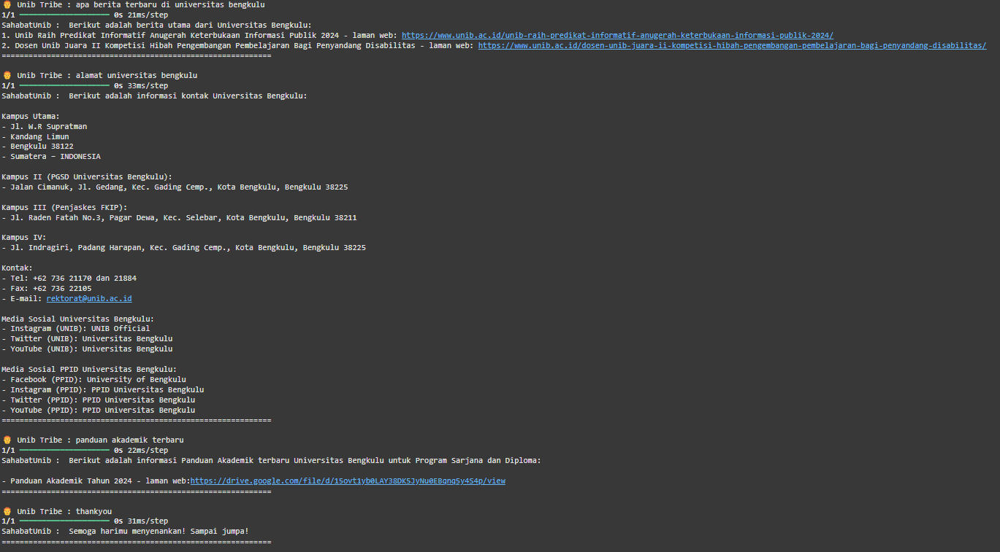 👨 Unib Tribe : apa berita terbaru di universitas bengkulu
1/1 ━━━━━━━━━━━━━━━━━━━━ 0s 21ms/step
SahabatUnib :  Berikut adalah berita utama dari Universitas Bengkulu:
1. Unib Raih Predikat Informatif Anugerah Keterbukaan Informasi Publik 2024 - laman web: https://www.unib.ac.id/unib-raih-predikat-informatif-anugerah-keterbukaan-informasi-publik-2024/
2. Dosen Unib Juara II Kompetisi Hibah Pengembangan Pembelajaran Bagi Penyandang Disabilitas - laman web: https://www.unib.ac.id/dosen-unib-juara-ii-kompetisi-hibah-pengembangan-pembelajaran-bagi-penyandang-disabilitas/
============================================================
👨 Unib Tribe : alamat universitas bengkulu
1/1 ━━━━━━━━━━━━━━━━━━━━ 0s 33ms/step
SahabatUnib :  Berikut adalah informasi kontak Universitas Bengkulu:
Kampus Utama:
- Jl. W.R Supratman
- Kandang Limun
- Bengkulu 38122
- Sumatera – INDONESIA
Kampus II (PGSD Universitas Bengkulu):
- Jalan Cimanuk, Jl. Gedang, Kec. Gading Cemp., Kota Bengkulu, Bengkulu 38225
Kampus III (Penjaskes FKIP):
- Jl. Raden Fatah No.3, Pagar Dewa, Kec. Selebar, Kota Bengkulu, Bengkulu 38211
Kampus IV:
- Jl. Indragiri, Padang Harapan, Kec. Gading Cemp., Kota Bengkulu, Bengkulu 38225
Kontak:
- Tel: +62 736 21170 dan 21884
- Fax: +62 736 22105
- E-mail: rektorat@unib.ac.id
Media Sosial Universitas Bengkulu:
- Instagram (UNIB): UNIB Official
- Twitter (UNIB): Universitas Bengkulu
- YouTube (UNIB): Universitas Bengkulu
Media Sosial PPID Universitas Bengkulu:
- Facebook (PPID): University of Bengkulu
- Instagram (PPID): PPID Universitas Bengkulu
- Twitter (PPID): PPID Universitas Bengkulu
- YouTube (PPID): PPID Universitas Bengkulu
============================================================
👨 Unib Tribe : panduan akademik terbaru
1/1 ━━━━━━━━━━━━━━━━━━━━ 0s 22ms/step
SahabatUnib :  Berikut adalah informasi Panduan Akademik terbaru Universitas Bengkulu untuk Program Sarjana dan Diploma:
- Panduan Akademik Tahun 2024 - laman web:https://drive.google.com/file/d/15ovt1yb0LAY38DK5JyNu0EBqnq5y4S4p/view
============================================================
👨 Unib Tribe : thankyou
1/1 ━━━━━━━━━━━━━━━━━━━━ 0s 31ms/step
SahabatUnib :  Semoga harimu menyenankan! Sampai jumpa!
============================================================